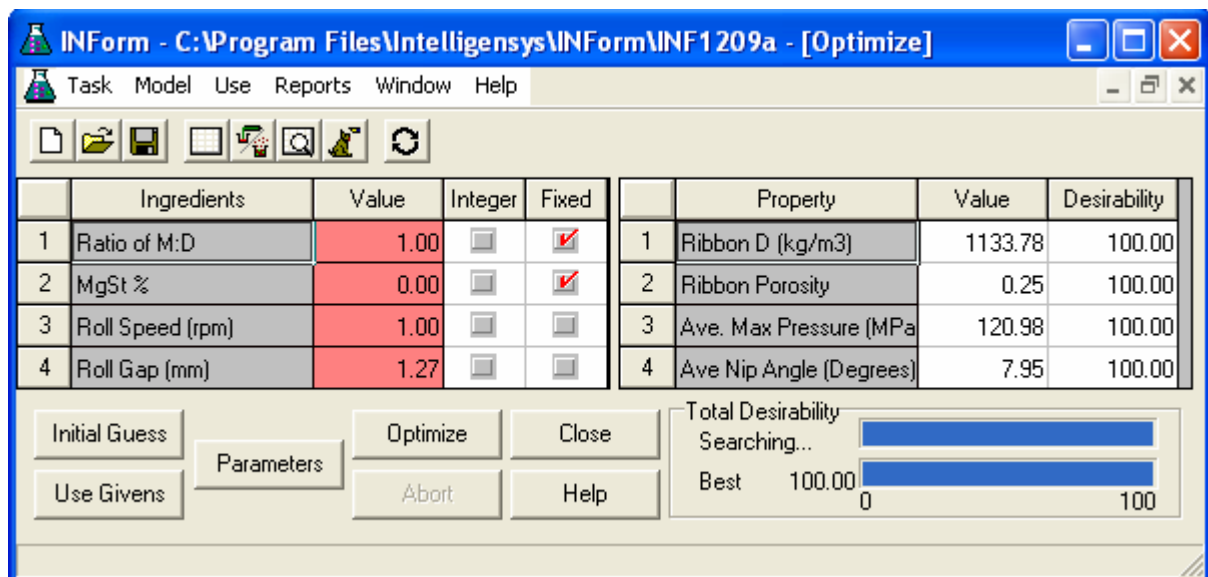 INForm - C:\Program Files\Intelligensys\INForm\INF1209a - [Optimize]
Task Model Use Reports Window Help
Ingredients Value Integer Fixed
1 Ratio of M:D 1.00
2 MgSt % 0.00
3 Roll Speed (rpm) 1.00
4 Roll Gap (mm) 1.27
Property Value Desirability
1 Ribbon D (kg/m3) 1133.78 100.00
2 Ribbon Porosity 0.25 100.00
3 Ave. Max Pressure (MPa 120.98 100.00
4 Ave Nip Angle (Degrees) 7.95 100.00
Initial Guess
Use Givens
Parameters
Optimize
Abort
Close
Help
Total Desirability
Searching...
Best 100.00
0 100